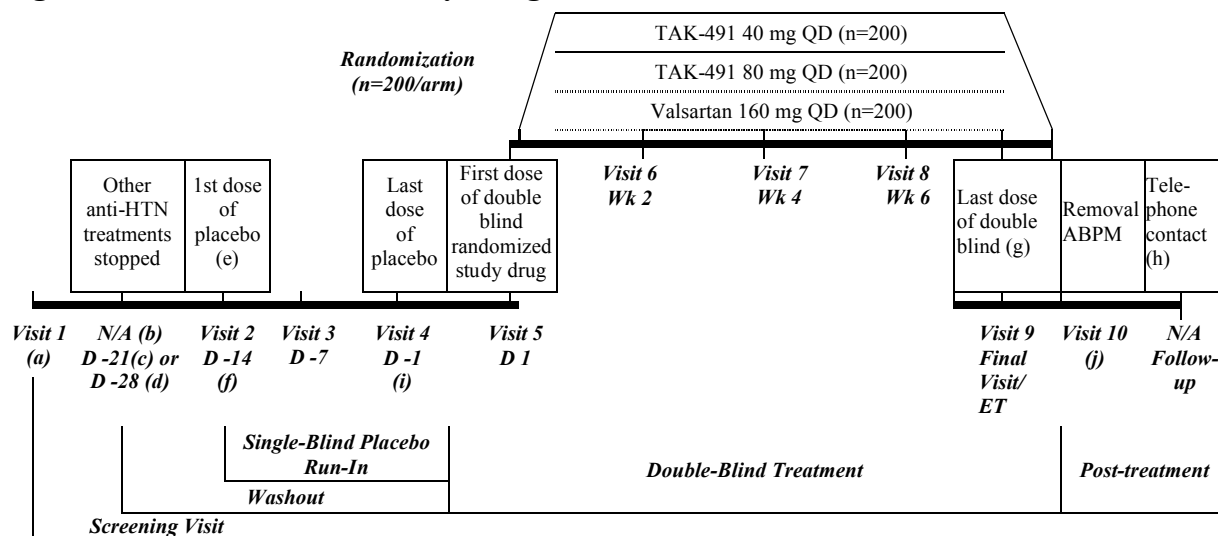 TAK-491 40 mg QD (n=200)
Randomization
(n=200/arm)
TAK-491 80 mg QD (n=200)
Valsartan 160 mg QD (n=200)
Other
anti-HTN
treatments
stopped
1st dose
of
placebo
(e)
Last
dose
of
placebo
First dose
of double
blind
randomized
study drug
Visit 6
Wk 2
Visit 7
Wk 4
Visit 8
Wk 6
Last dose
of double
blind (g)
Removal
ABPM
Tele-
phone
contact
(h)
Visit 1
(a)
N/A (b)
D -21(c) or
D -28 (d)
Visit 2
D -14
(f)
Visit 3
D -7
Visit 4
D -1
(i)
Visit 5
D 1
Visit 9
Final
Visit/
ET
Visit 10
(j)
N/A
Follow-
up
Single-Blind Placebo
Run-In
Washout
Double-Blind Treatment
Post-treatment
Screening Visit